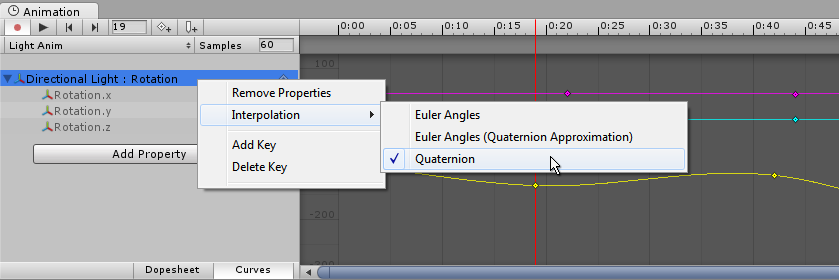 Animation
19
0:00 0:05 0:10 0:15 0:22 0:25 0:30 0:35 0:42 0:45
Light Anim Samples 60
Directional Light : Rotation
Rotation.x
Rotation.y
Rotation.z
Add Property
100
-200
Remove Properties
Interpolation
Add Key
Delete Key
Euler Angles
Euler Angles (Quaternion Approximation)
Quaternion
Dopesheet Curves